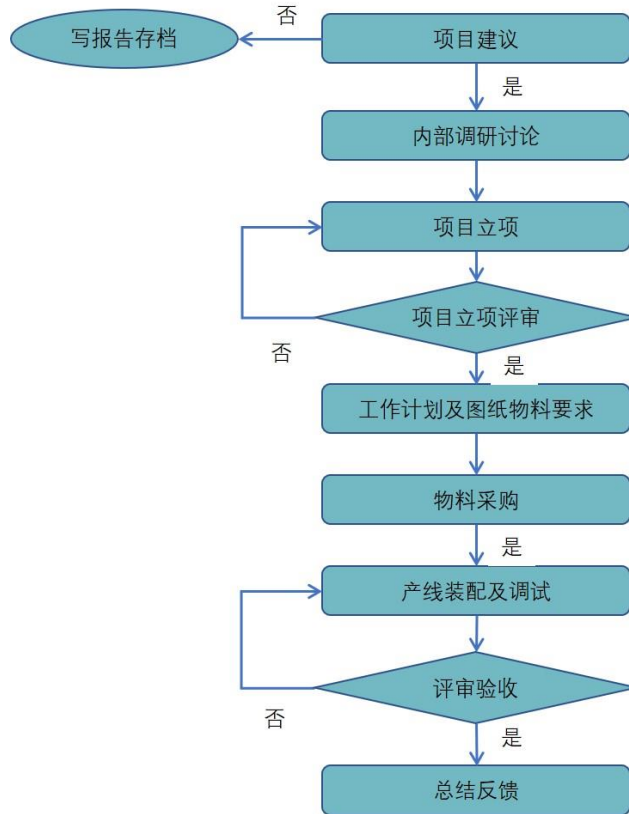 否
写报告存档
项目建议
是
内部调研讨论
项目立项
项目立项评审
否
是
工作计划及图纸物料要求
物料采购
是
产线装配及调试
评审验收
否
是
总结反馈